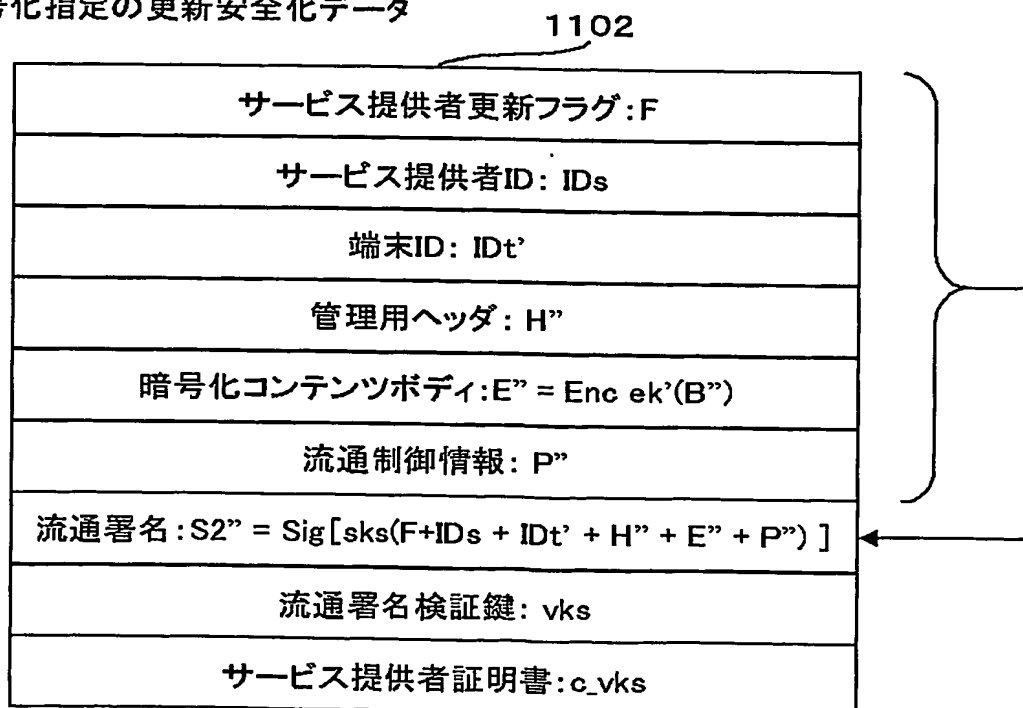 号化指定の更新安全化データ
1102
サービス提供者更新フラグ:F
サービス提供者ID: IDs
端末ID: IDt'
管理用ヘッダ: H”
暗号化コンテンツボディ:E” = Enc ek'(B”)
流通制御情報: P”
流通署名:S2” = Sig[sks(F+IDs + IDt' + H” + E” + P”) ]
流通署名検証鍵: vks
サービス提供者証明書:c_vks